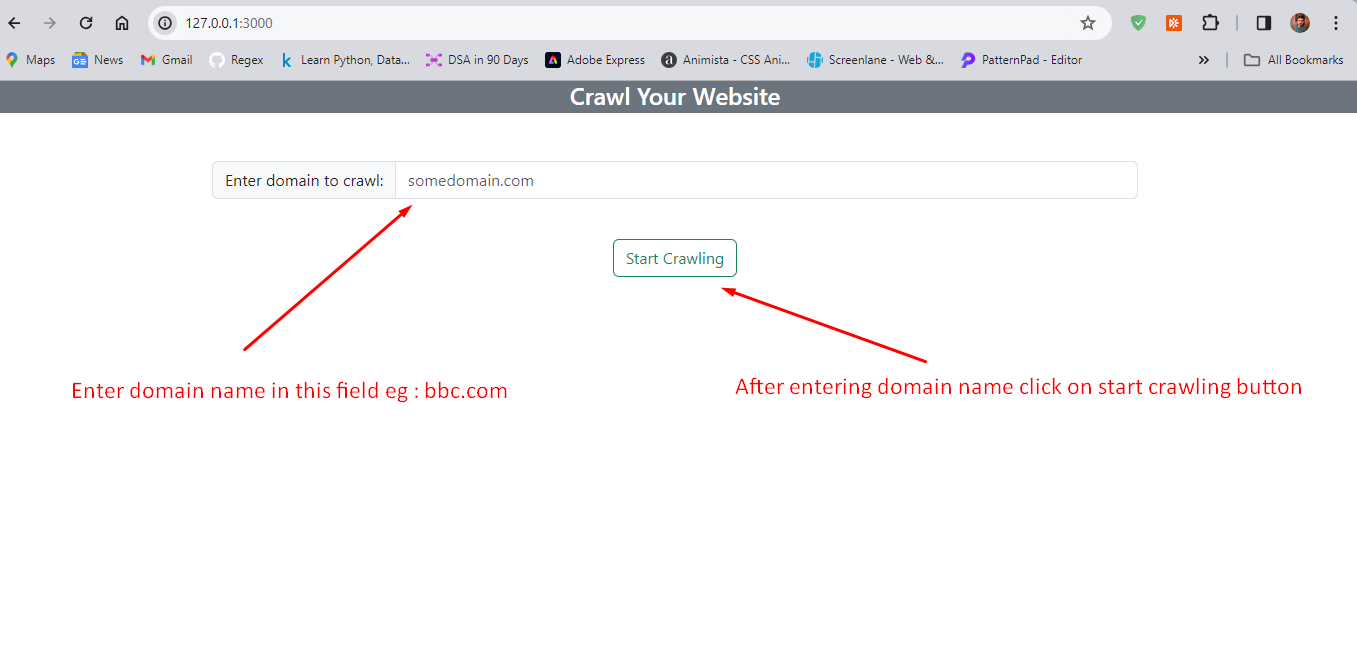 127.0.0.1:3000
Maps News Gmail Regex Learn Python, Data... DSA in 90 Days Adobe Express Animista - CSS Ani... Screenlane - Web &... PatternPad - Editor » All Bookmarks
Crawl Your Website
Enter domain to crawl: somedomain.com
Start Crawling
Enter domain name in this field eg : bbc.com
After entering domain name click on start crawling button